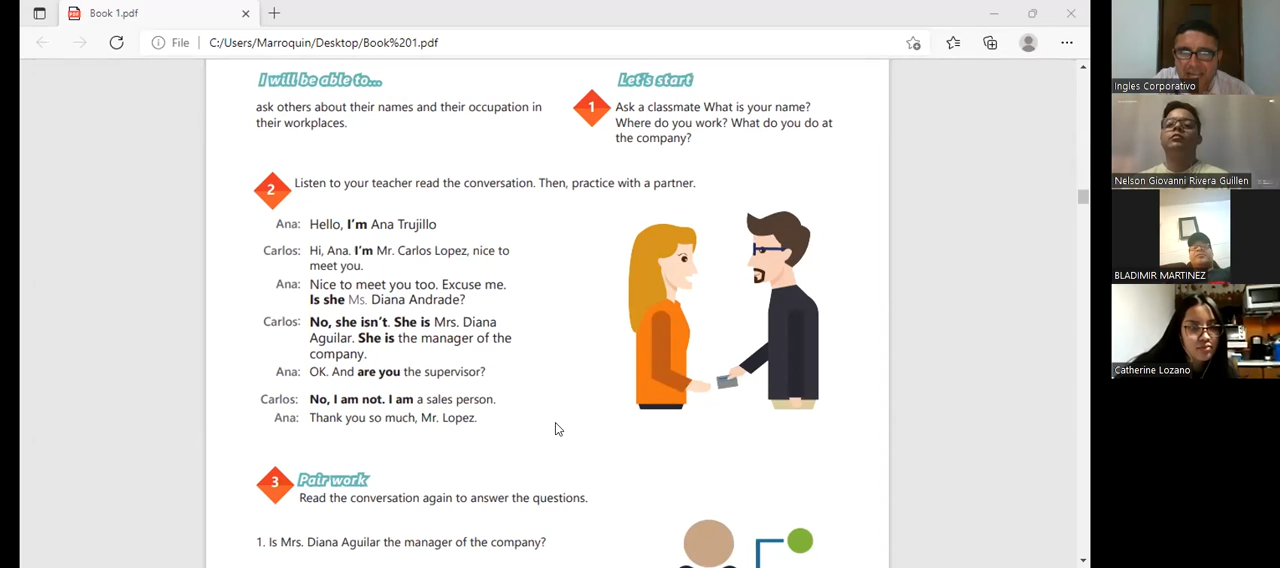 Book 1.pdf
File
C:/Users/Marroquin/Desktop/Book%201.pdf
I will be able to...
ask others about their names and their occupation in
their workplaces.
Let's start
1
Ask a classmate What is your name?
Where do you work? What do you do at
the company?
2
Listen to your teacher read the conversation. Then, practice with a partner.
Ana: Hello, I'm Ana Trujillo
Carlos: Hi, Ana. I'm Mr. Carlos Lopez, nice to
meet you.
Ana: Nice to meet you too. Excuse me.
Is she Ms. Diana Andrade?
Carlos: No, she isn't. She is Mrs. Diana
Aguilar. She is the manager of the
company.
Ana: OK. And are you the supervisor?
Carlos: No, I am not. I am a sales person.
Ana: Thank you so much, Mr. Lopez.
3
Pair work
Read the conversation again to answer the questions.
1. Is Mrs. Diana Aguilar the manager of the company?
Ingles Corporativo
Nelson Giovanni Rivera Guillen
BLADIMIR MARTINEZ
Catherine Lozano